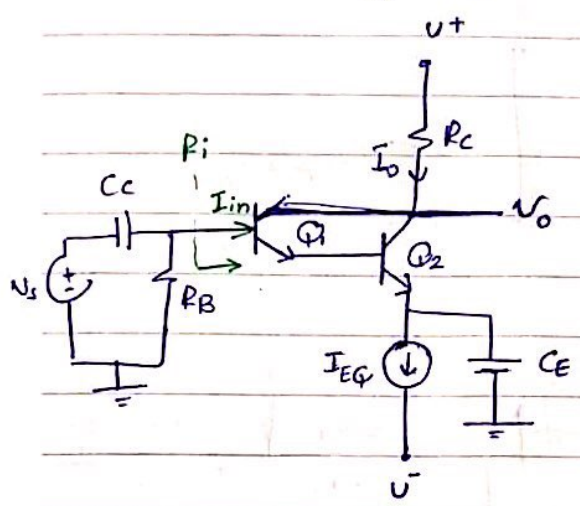 U+
Rc
Io
Ri
Cc
Iin
Vo
Q1
Q2
Vs
+
-
RB
IEQ
CE
U-